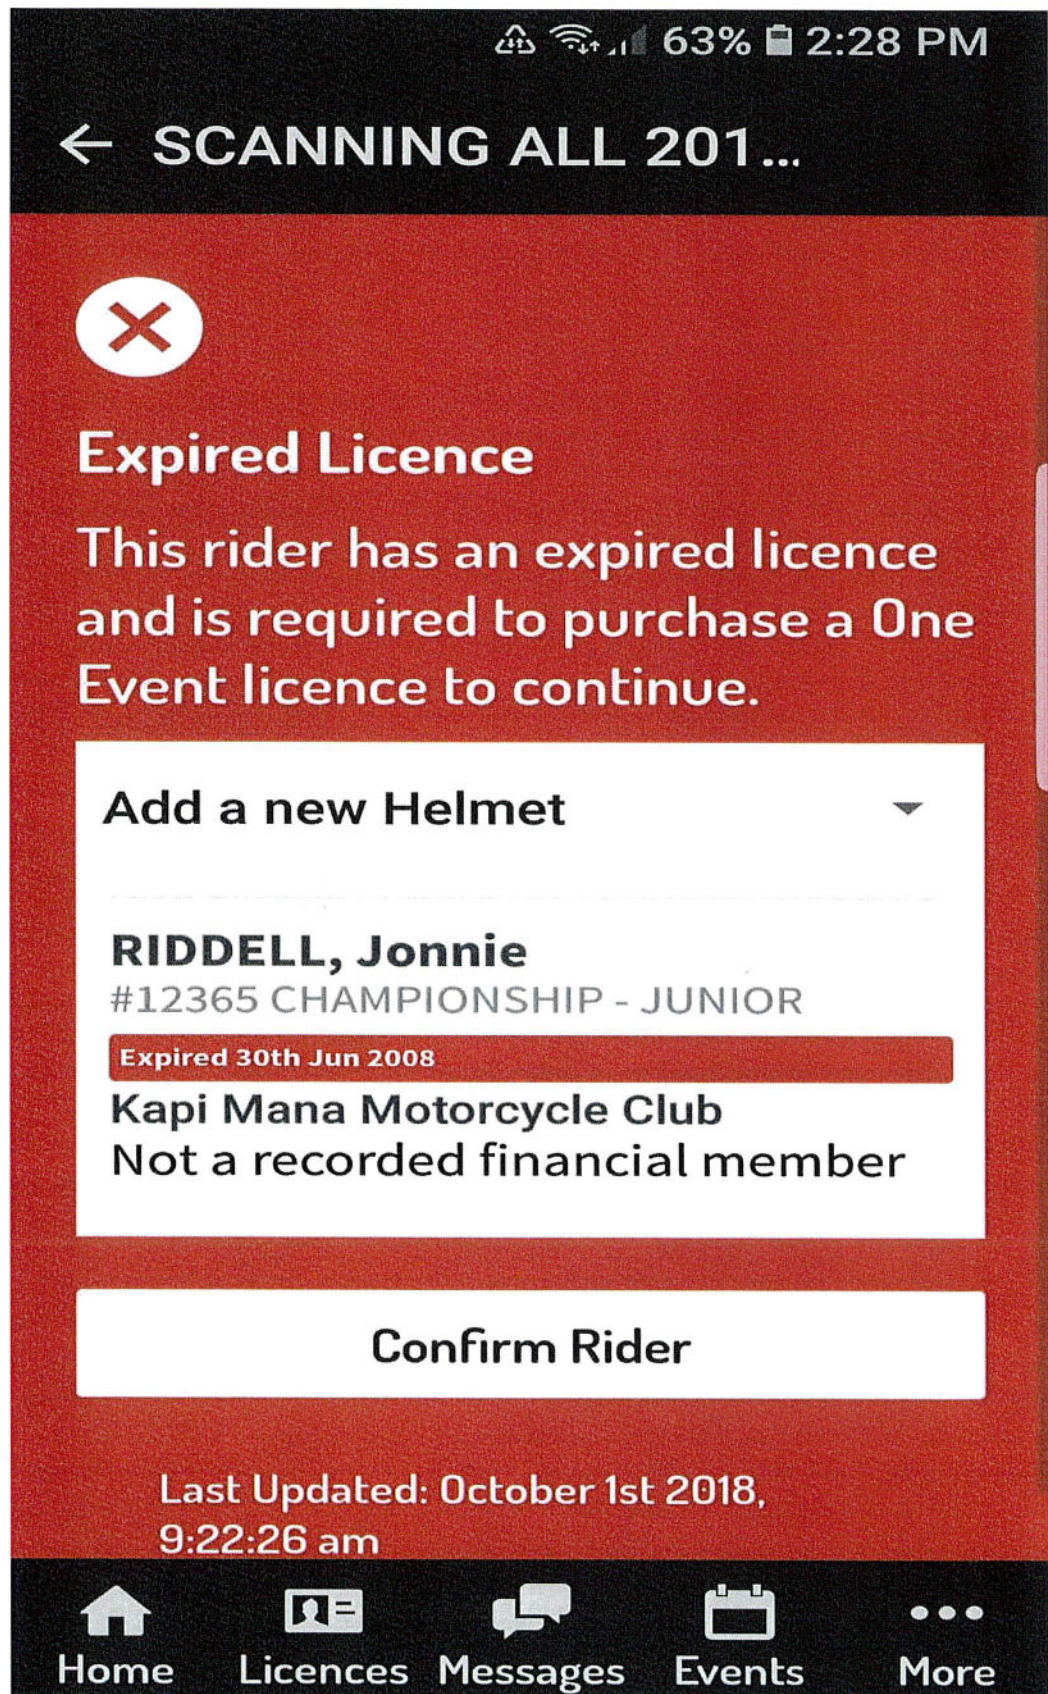 63% 2:28 PM
← SCANNING ALL 201...
Expired Licence
This rider has an expired licence
and is required to purchase a One
Event licence to continue.
Add a new Helmet
RIDDELL, Jonnie
#12365 CHAMPIONSHIP - JUNIOR
Expired 30th Jun 2008
Kapi Mana Motorcycle Club
Not a recorded financial member
Confirm Rider
Last Updated: October 1st 2018,
9:22:26 am
Home Licences Messages Events More